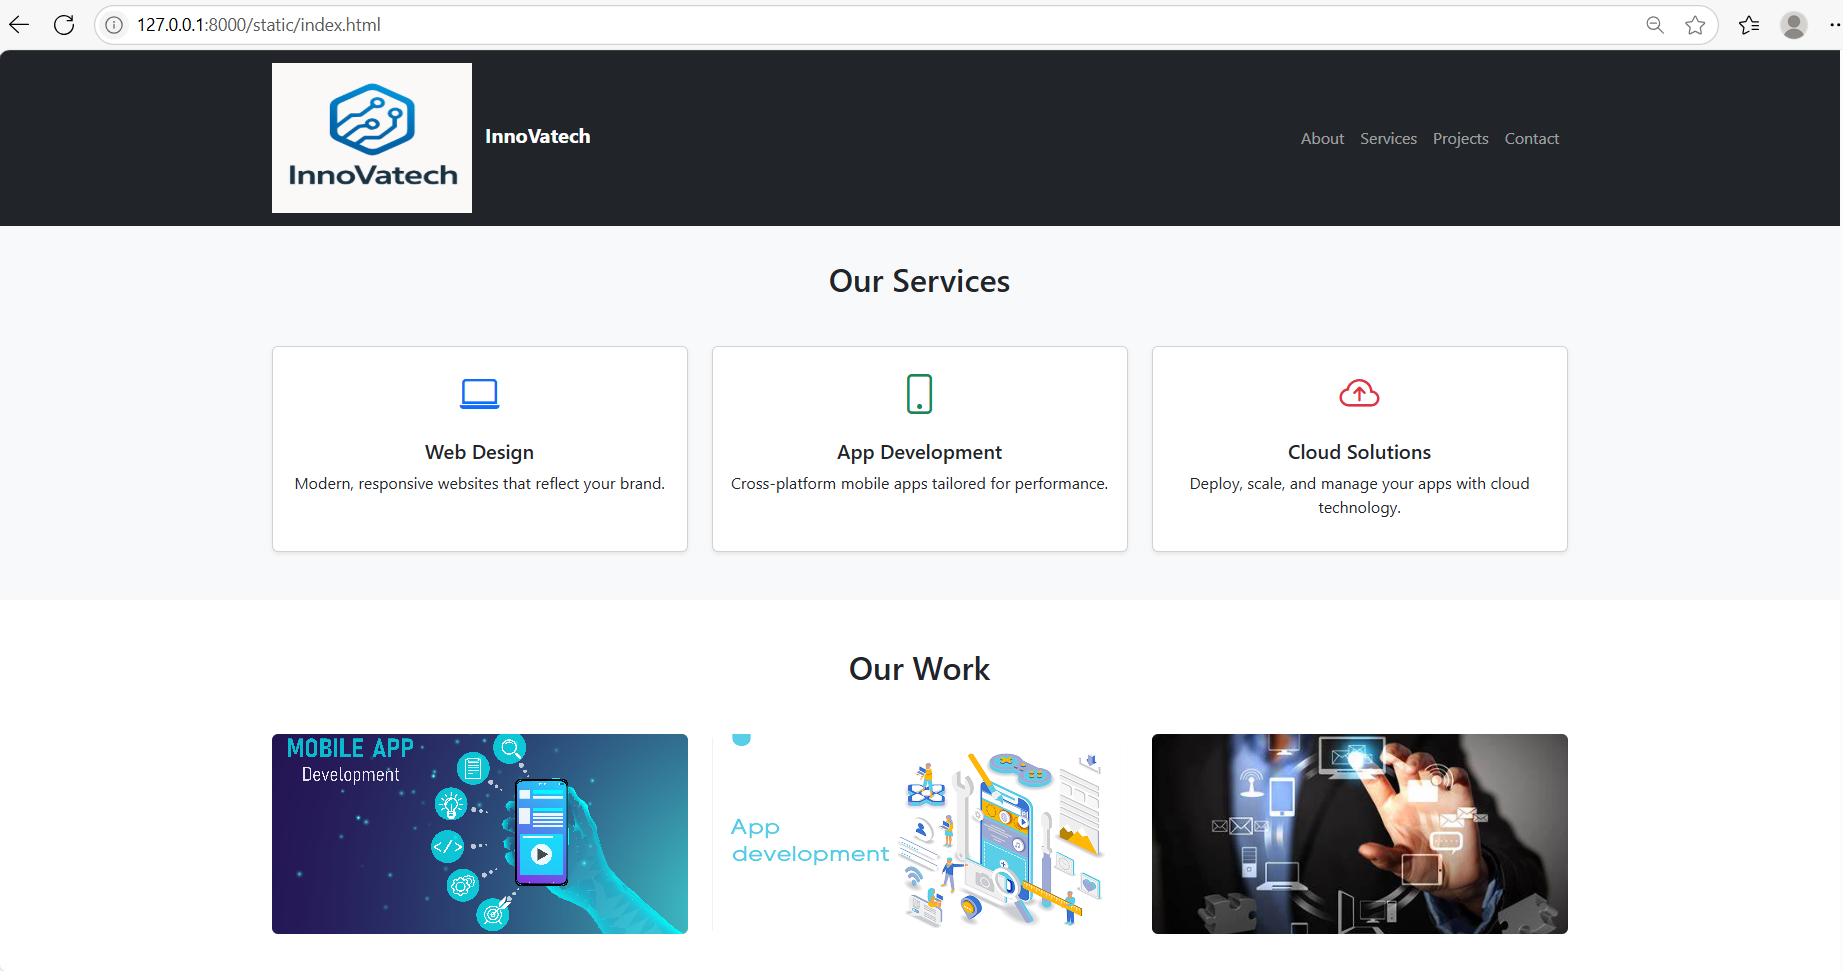 127.0.0.1:8000/static/index.html
InnoVatech
InnoVatech
About Services Projects Contact
Our Services
Web Design
Modern, responsive websites that reflect your brand.
App Development
Cross-platform mobile apps tailored for performance.
Cloud Solutions
Deploy, scale, and manage your apps with cloud
technology.
Our Work
MOBILE APP
Development
</>
App
development